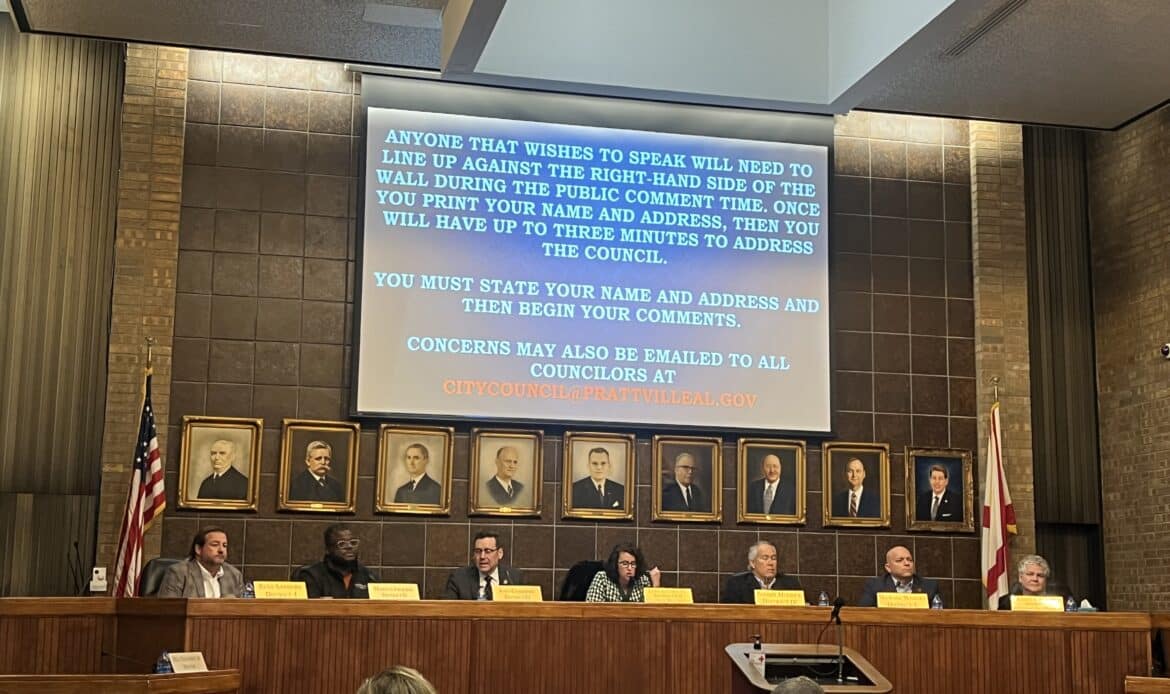 ANYONE THAT WISHES TO SPEAK WILL NEED TO
LINE UP AGAINST THE RIGHT-HAND SIDE OF THE
WALL DURING THE PUBLIC COMMENT TIME. ONCE
YOU PRINT YOUR NAME AND ADDRESS, THEN YOU
WILL HAVE UP TO THREE MINUTES TO ADDRESS
THE COUNCIL.
YOU MUST STATE YOUR NAME AND ADDRESS AND
THEN BEGIN YOUR COMMENTS.
CONCERNS MAY ALSO BE EMAILED TO ALL
COUNCILORS AT
CITYCOUNCIL@PRATTVILLEAL.GOV